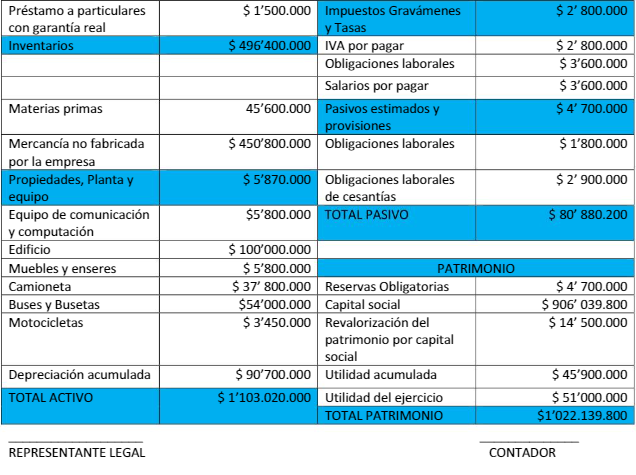 Préstamo a particulares $ 1’500.000 Impuestos Gravámenes $ 2’ 800.000
con garantía real y Tasas
Inventarios $ 496’400.000 IVA por pagar $ 2’ 800.000
Obligaciones laborales $ 3’600.000
Salarios por pagar $ 3’600.000
Materias primas 45’600.000 Pasivos estimados y $ 4’ 700.000
provisiones
Mercancía no fabricada $ 450’800.000 Obligaciones laborales $ 1’800.000
por la empresa
Propiedades, Planta y $ 5’870.000 Obligaciones laborales $ 2’ 900.000
equipo de cesantías
Equipo de comunicación $5’800.000 TOTAL PASIVO $ 80’ 880.200
y computación
Edificio $ 100’000.000
Muebles y enseres $ 5’800.000 PATRIMONIO
Camioneta $ 37’ 800.000 Reservas Obligatorias $ 4’ 700.000
Buses y Busetas $54’000.000 Capital social $ 906’ 039.800
Motocicletas $ 3’450.000 Revalorización del $ 14’ 500.000
patrimonio por capital
social
Depreciación acumulada $ 90’700.000 Utilidad acumulada $ 45’900.000
TOTAL ACTIVO $ 1’103.020.000 Utilidad del ejercicio $ 51’000.000
TOTAL PATRIMONIO $1’022.139.800
REPRESENTANTE LEGAL CONTADOR